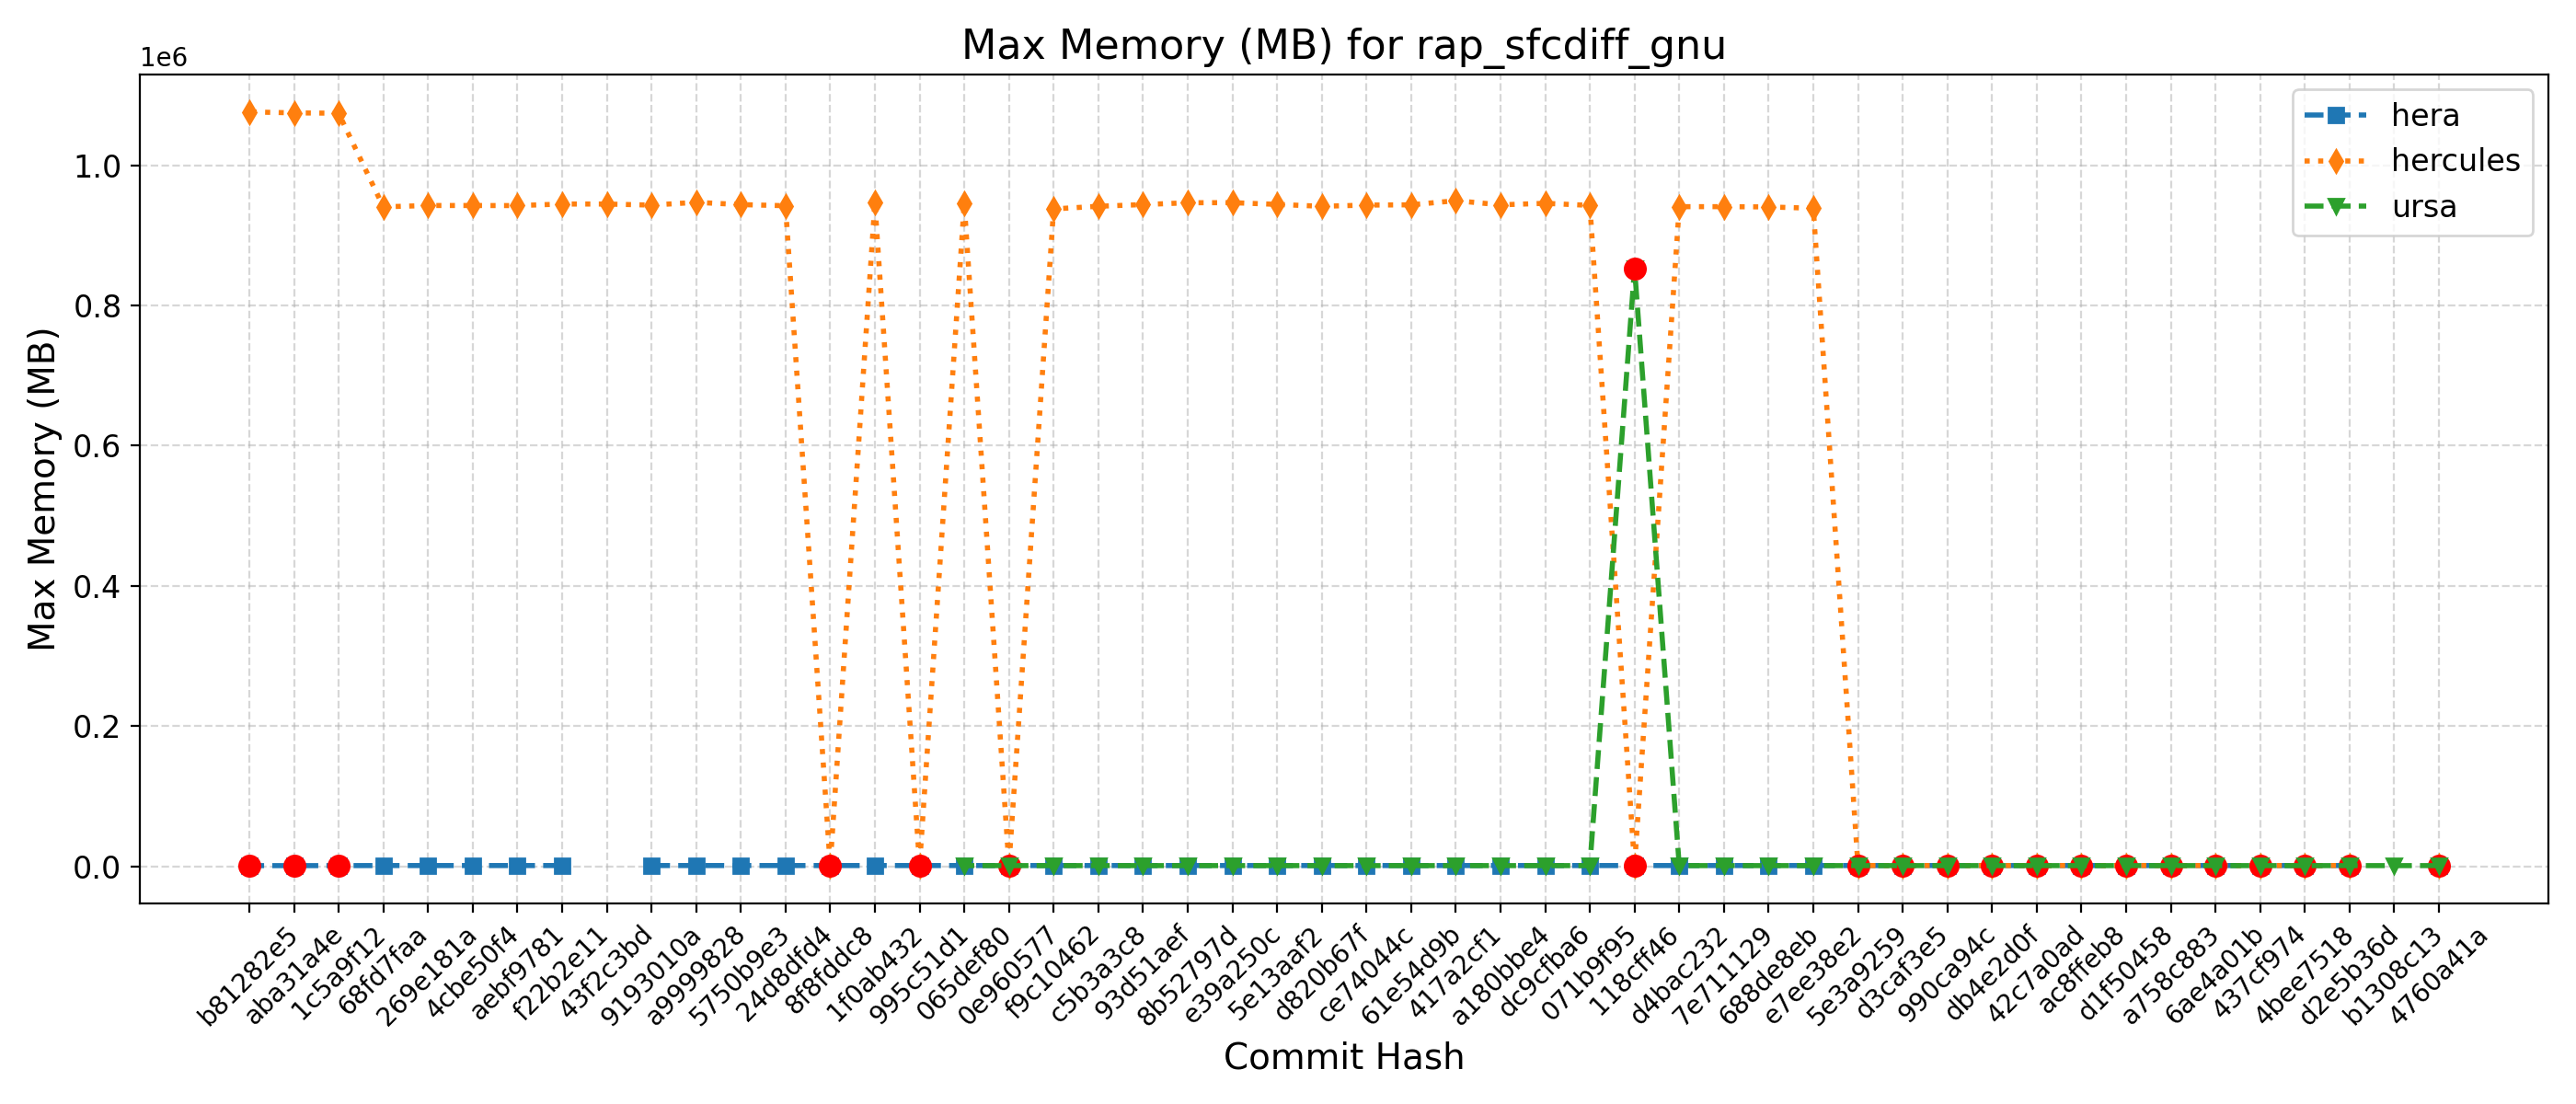 Max Memory (MB) for rap_sfcdiff_gnu
1e6
1.0
0.8
0.6
0.4
0.2
0.0
Max Memory (MB)
hera
hercules
ursa
b81282e5
aba31a4e
1c5a9f12
68fd7faa
269e181a
4cbe50f4
aebf9781
f22b2e11
43f2c3bd
9193010a
a9999828
5750b9e3
24d8dfd4
8f8fddc8
1f0ab432
995c51d1
065def80
0e960577
f9c10462
c5b3a3c8
93d51aef
8b52797d
e39a250c
5e13aaf2
d820b67f
ce74044c
61e54d9b
417a2cf1
a180bbe4
dc9cfba6
071b9f95
118cff46
d4bac232
7e711129
688de8eb
e7ee38e2
5e3a9259
d3caf3e5
990ca94c
db4e2d0f
42c7a0ad
ac8ffeb8
d1f50458
a758c883
6ae4a01b
437cf974
4bee7518
d2e5b36d
b1308c13
4760a41a
Commit Hash